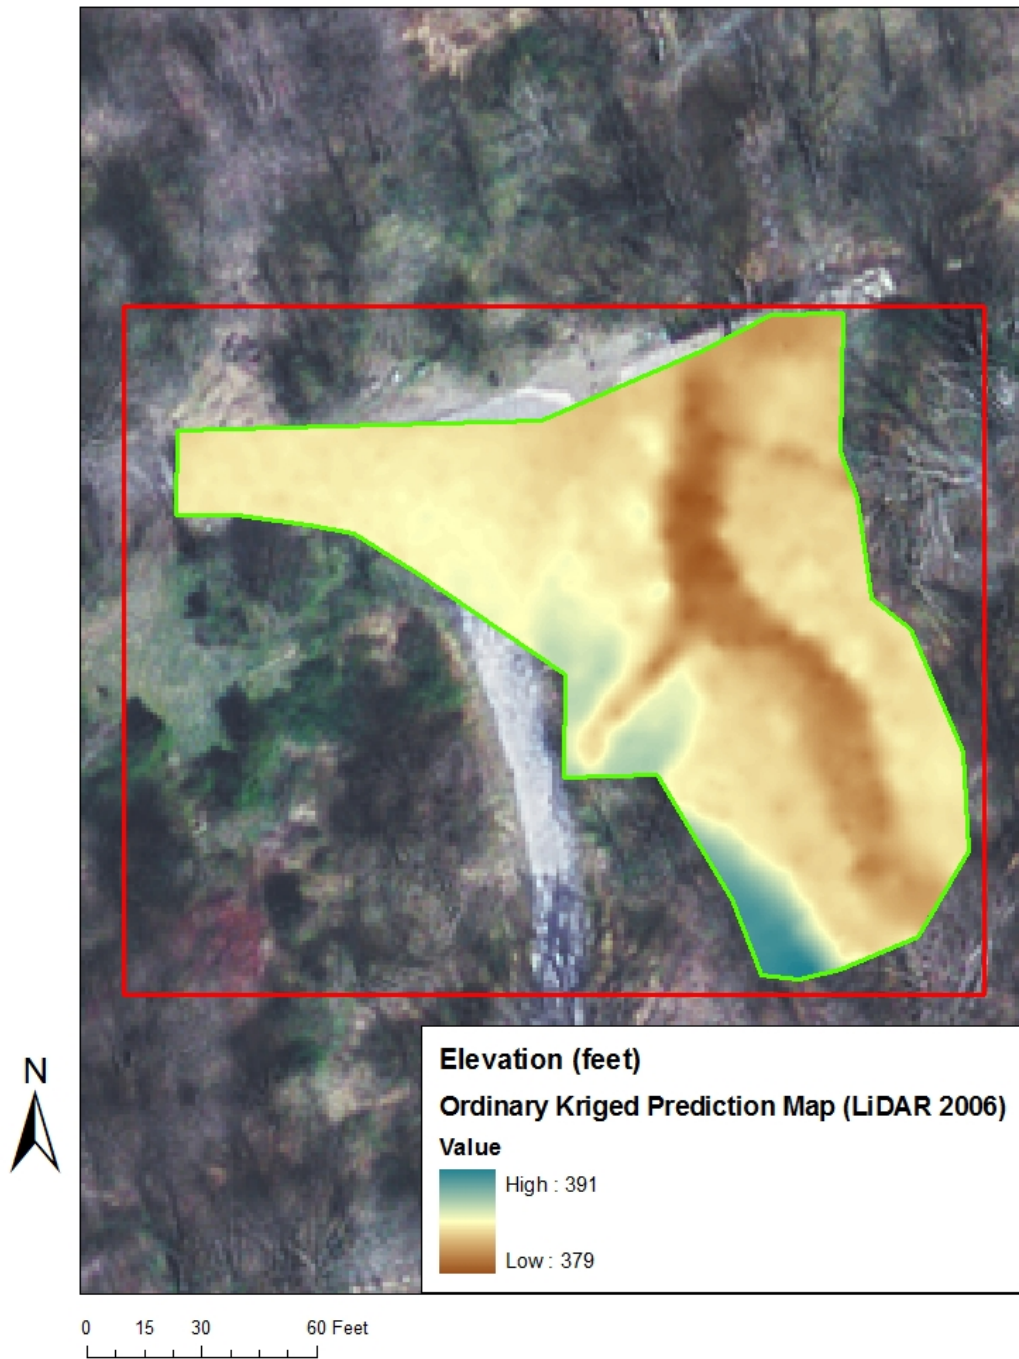 N
Elevation (feet)
Ordinary Kriged Prediction Map (LiDAR 2006)
Value
High : 391
Low : 379
0 15 30 60 Feet